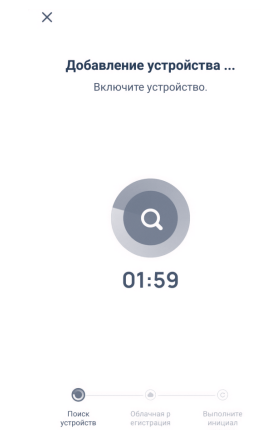 Добавление устройства ...
Включите устройство.
01:59
Поиск
устройств
Облачная р
егистрация
Выполните
инициал